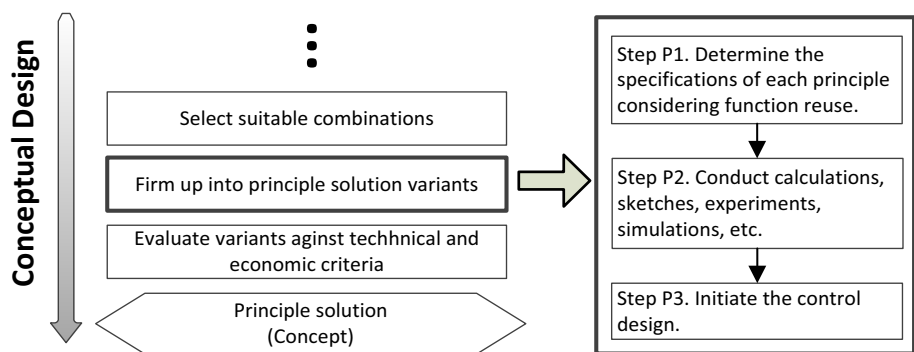 Conceptual Design
Select suitable combinations
Firm up into principle solution variants
Evaluate variants aginst techhnical and
economic criteria
Principle solution
(Concept)
Step P1. Determine the
specifications of each principle
considering function reuse.
Step P2. Conduct calculations,
sketches, experiments,
simulations, etc.
Step P3. Initiate the control
design.